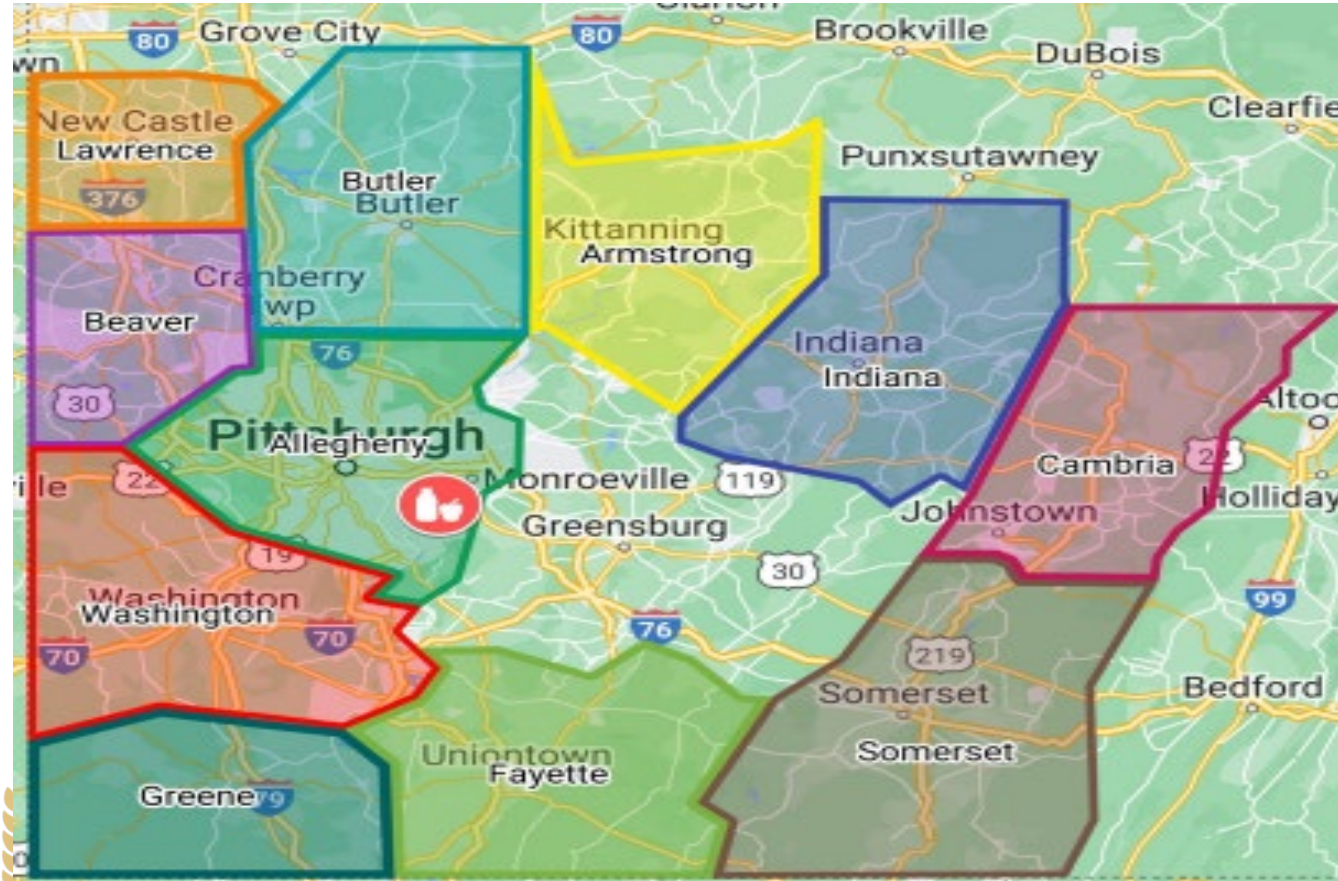 80
Grove City
80
Brookville
DuBois
Clearfie
New Castle
Lawrence
376
Punxsutawney
Butler
Butler
Kittanning
Armstrong
Cranberry
Twp
Beaver
76
30
Indiana
Indiana
Altoo
Pittsburgh
Allegheny
22
Monroeville
119
Cambria
22
Greensburg
Johnstown
Holliday
19
30
Washington
Washington
70
70
76
99
219
Somerset
Bedford
Somerset
Uniontown
Fayette
Greene
79